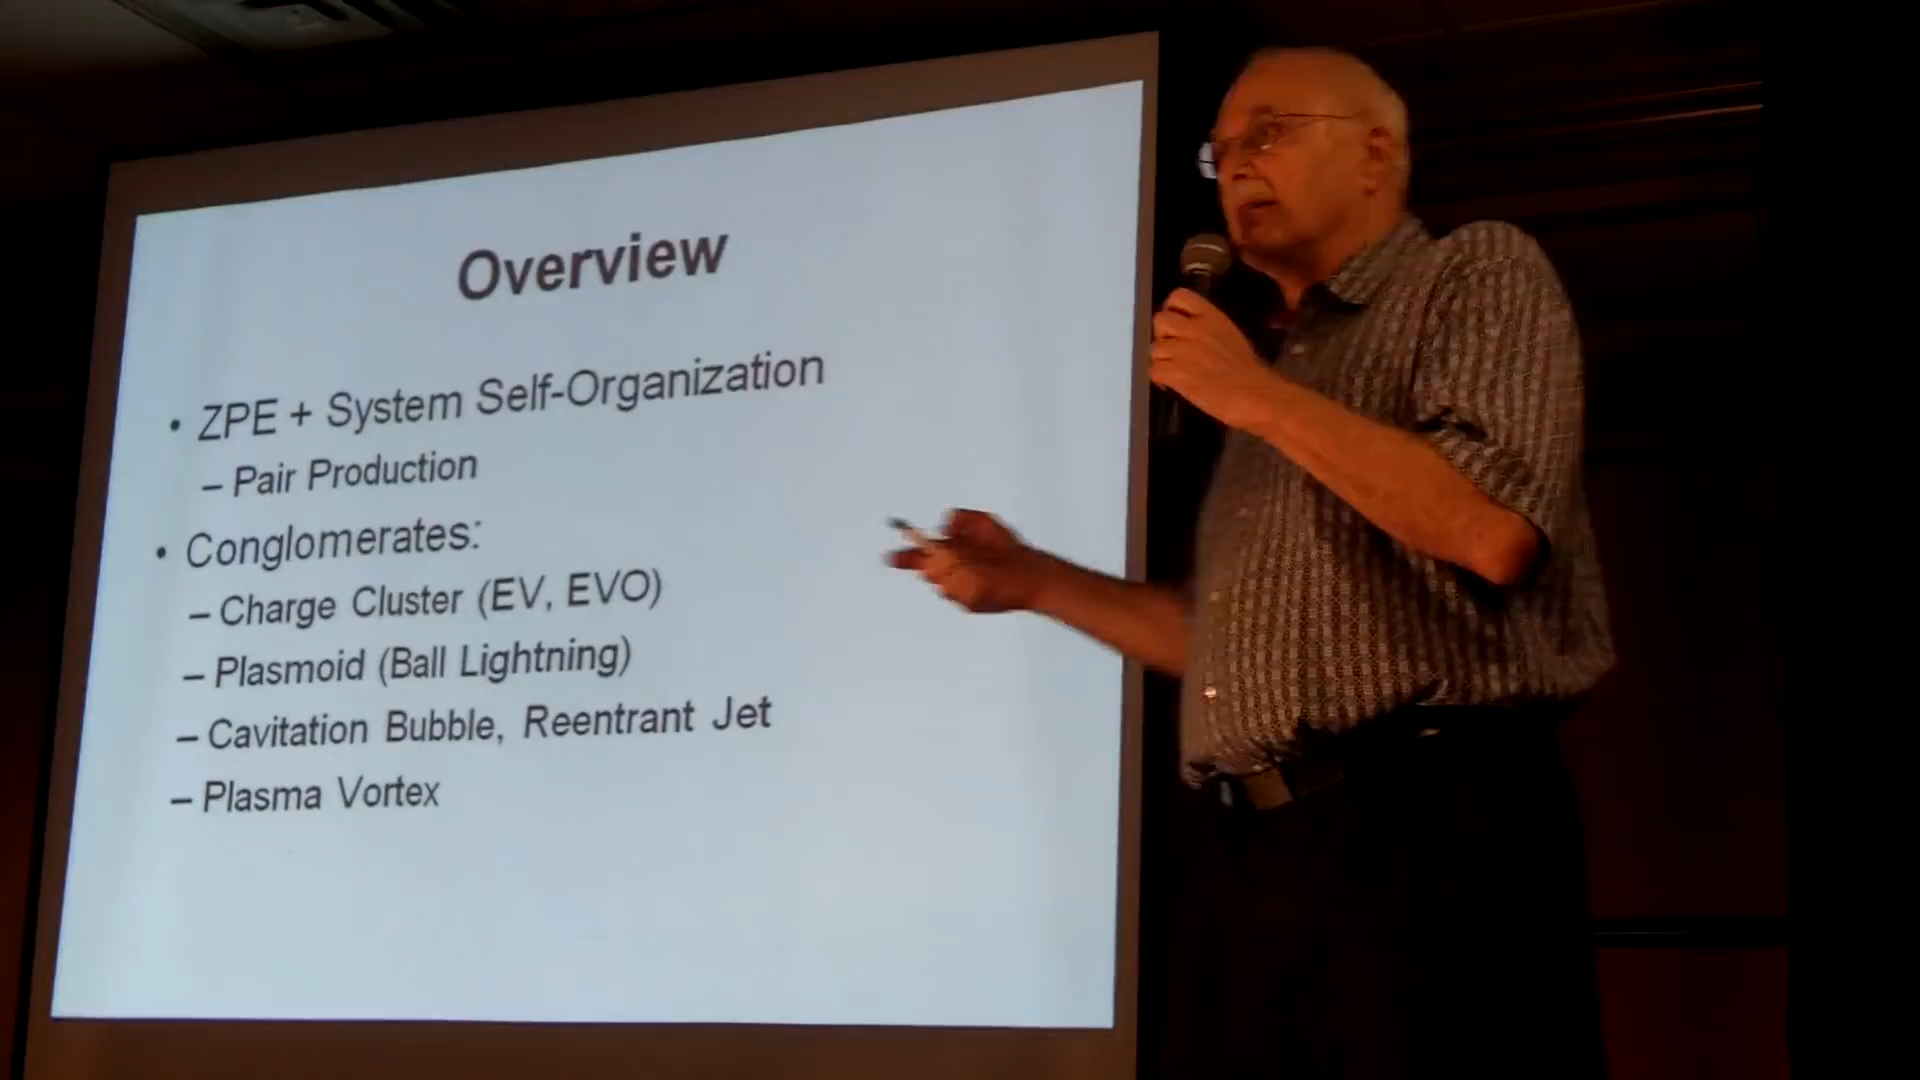 Overview
• ZPE + System Self-Organization
– Pair Production
• Conglomerates:
– Charge Cluster (EV, EVO)
– Plasmoid (Ball Lightning)
– Cavitation Bubble, Reentrant Jet
– Plasma Vortex